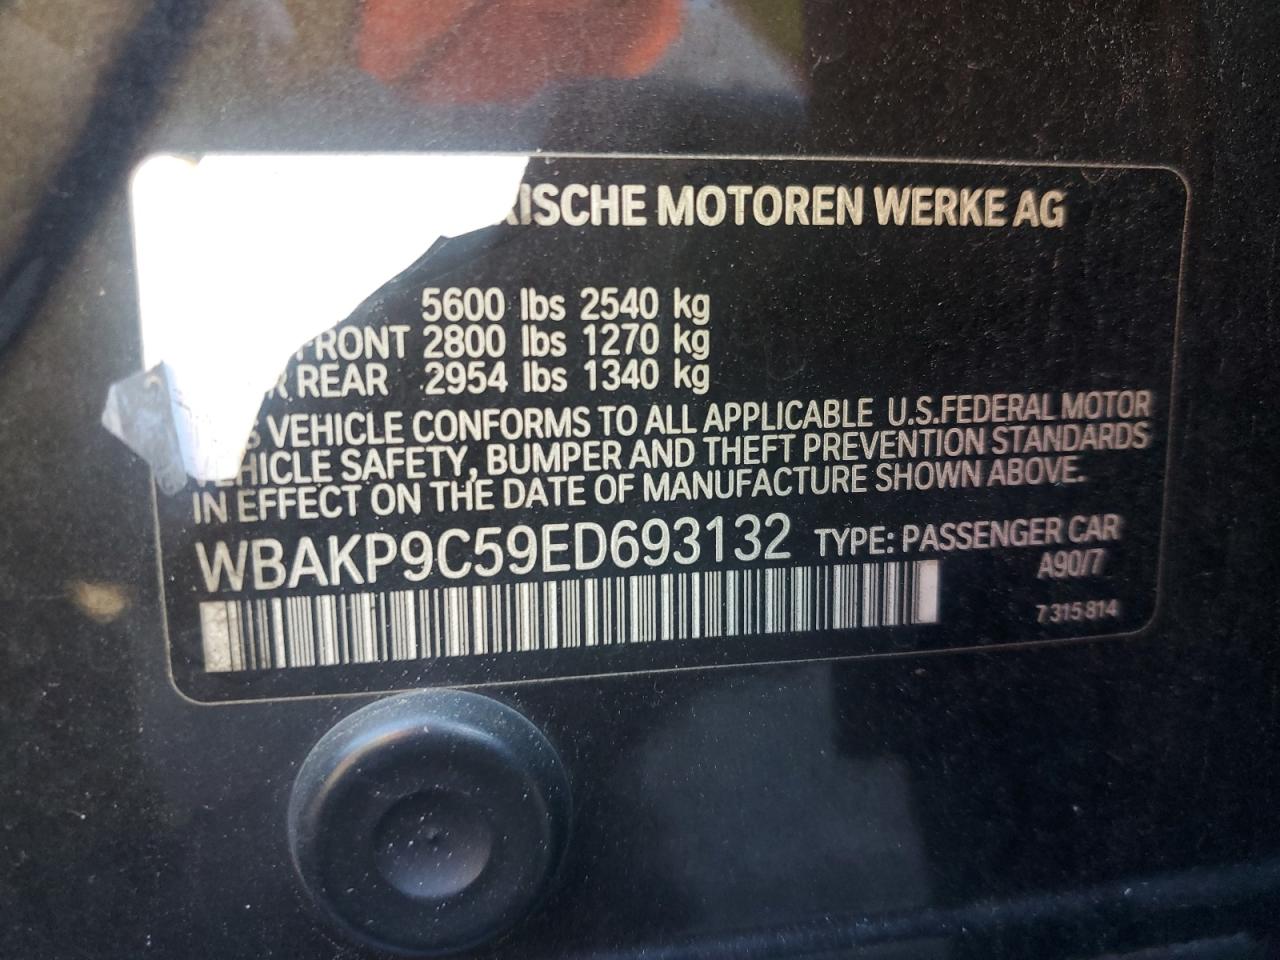 RISCHE MOTOREN WERKE AG
5600 lbs 2540 kg
FRONT 2800 lbs 1270 kg
R REAR 2954 lbs 1340 kg
VEHICLE CONFORMS TO ALL APPLICABLE U.S.FEDERAL MOTOR
VEHICLE SAFETY, BUMPER AND THEFT PREVENTION STANDARDS
IN EFFECT ON THE DATE OF MANUFACTURE SHOWN ABOVE.
WBAKP9C59ED693132 TYPE: PASSENGER CAR
A90/7
7 315 814